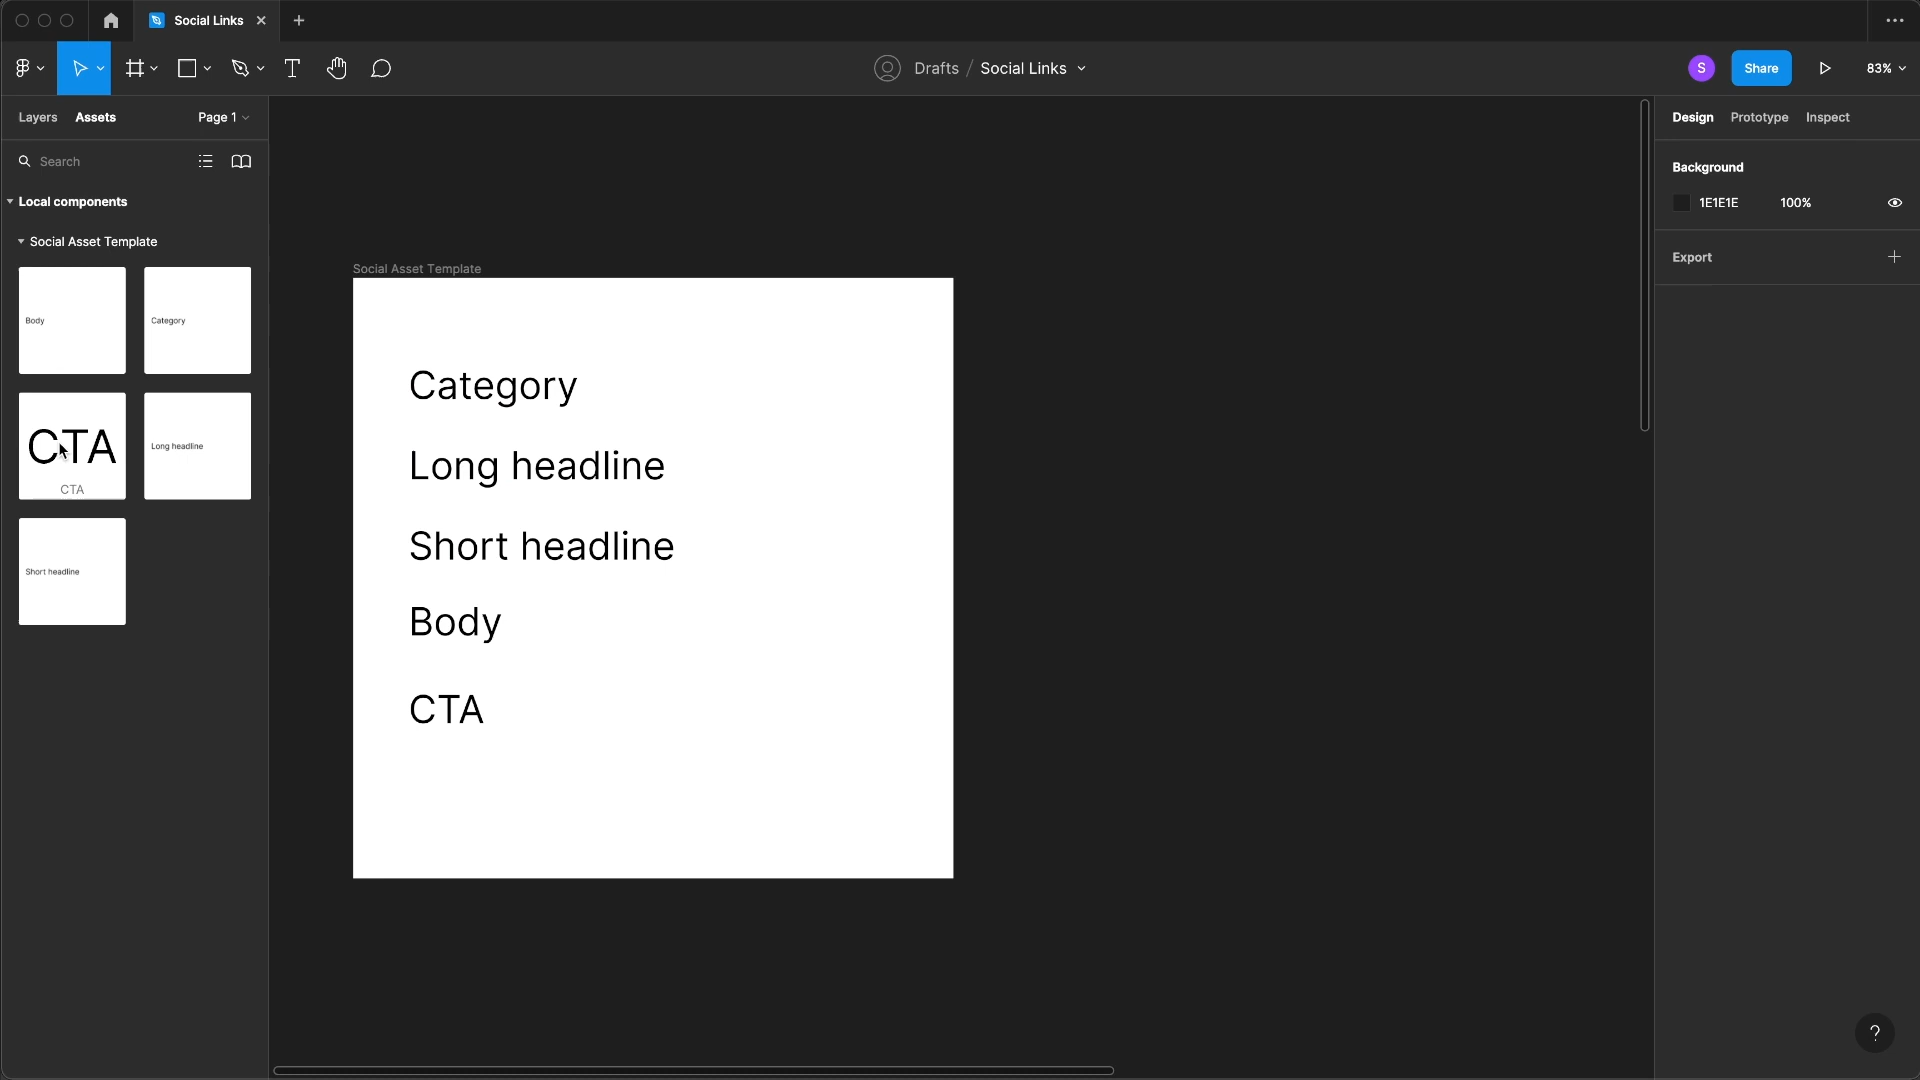 Social Links
Drafts / Social Links
S
Share
83%
Layers
Assets
Page 1
Search
Local components
Social Asset Template
Body
Category
CTA
CTA
Long headline
Short headline
Social Asset Template
Category
Long headline
Short headline
Body
CTA
Design
Prototype
Inspect
Background
1E1E1E
100%
Export
?